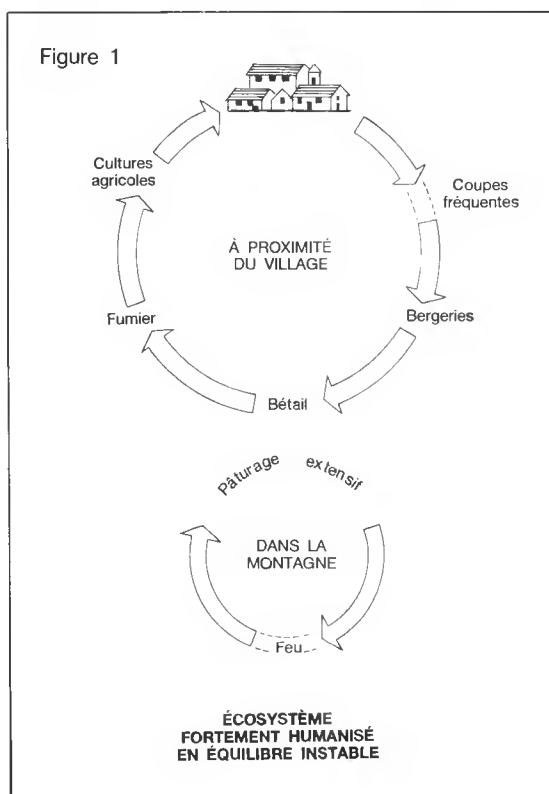 Figure 1
Cultures
agricoles
Coupes
fréquentes
À PROXIMITÉ
DU VILLAGE
Fumier
Bergeries
Bétail
Pâturage extensif
DANS LA
MONTAGNE
Feu
ÉCOSYSTÈME
FORTEMENT HUMANISÉ
EN ÉQUILIBRE INSTABLE